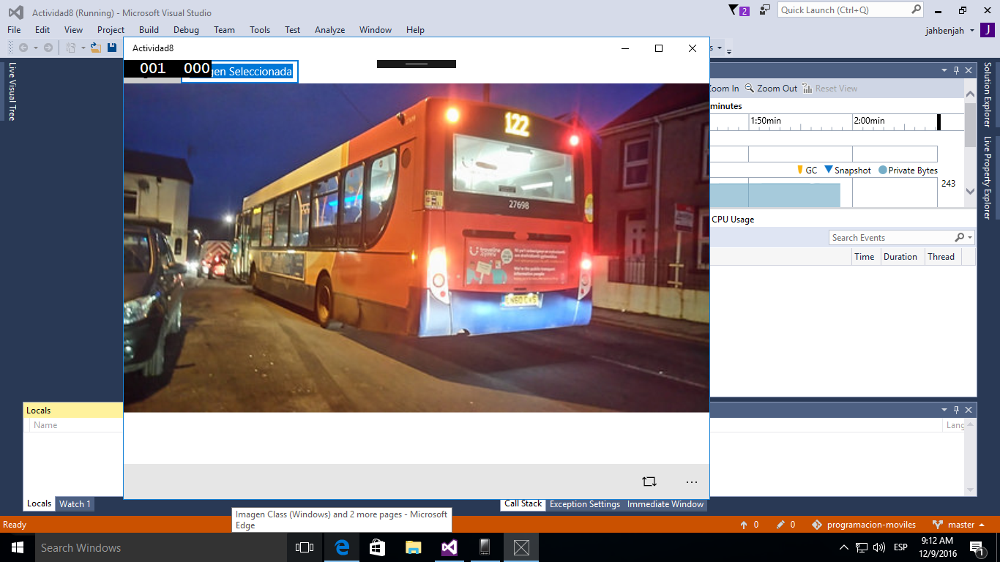 Actividad8 (Running) - Microsoft Visual Studio
2
Quick Launch (Ctrl+Q)
File Edit View Project Build Debug Team Tools Test Analyze Window Help
jahbenjah
J
Live Visual Tree
Actividad8
001 000
gen Seleccionada
122
27698
Zoom In Zoom Out Reset View
minutes
1:50min 2:00min
GC Snapshot Private Bytes
243
CPU Usage
Search Events
Time Duration Thread
Solution Explorer
Live Property Explorer
Locals
Name
Lang
Locals Watch 1
Call Stack Exception Settings Immediate Window
Imagen Class (Windows) and 2 more pages - Microsoft
Edge
Ready
0 0 programacion-moviles master
Search Windows
ESP
9:12 AM
12/9/2016
1